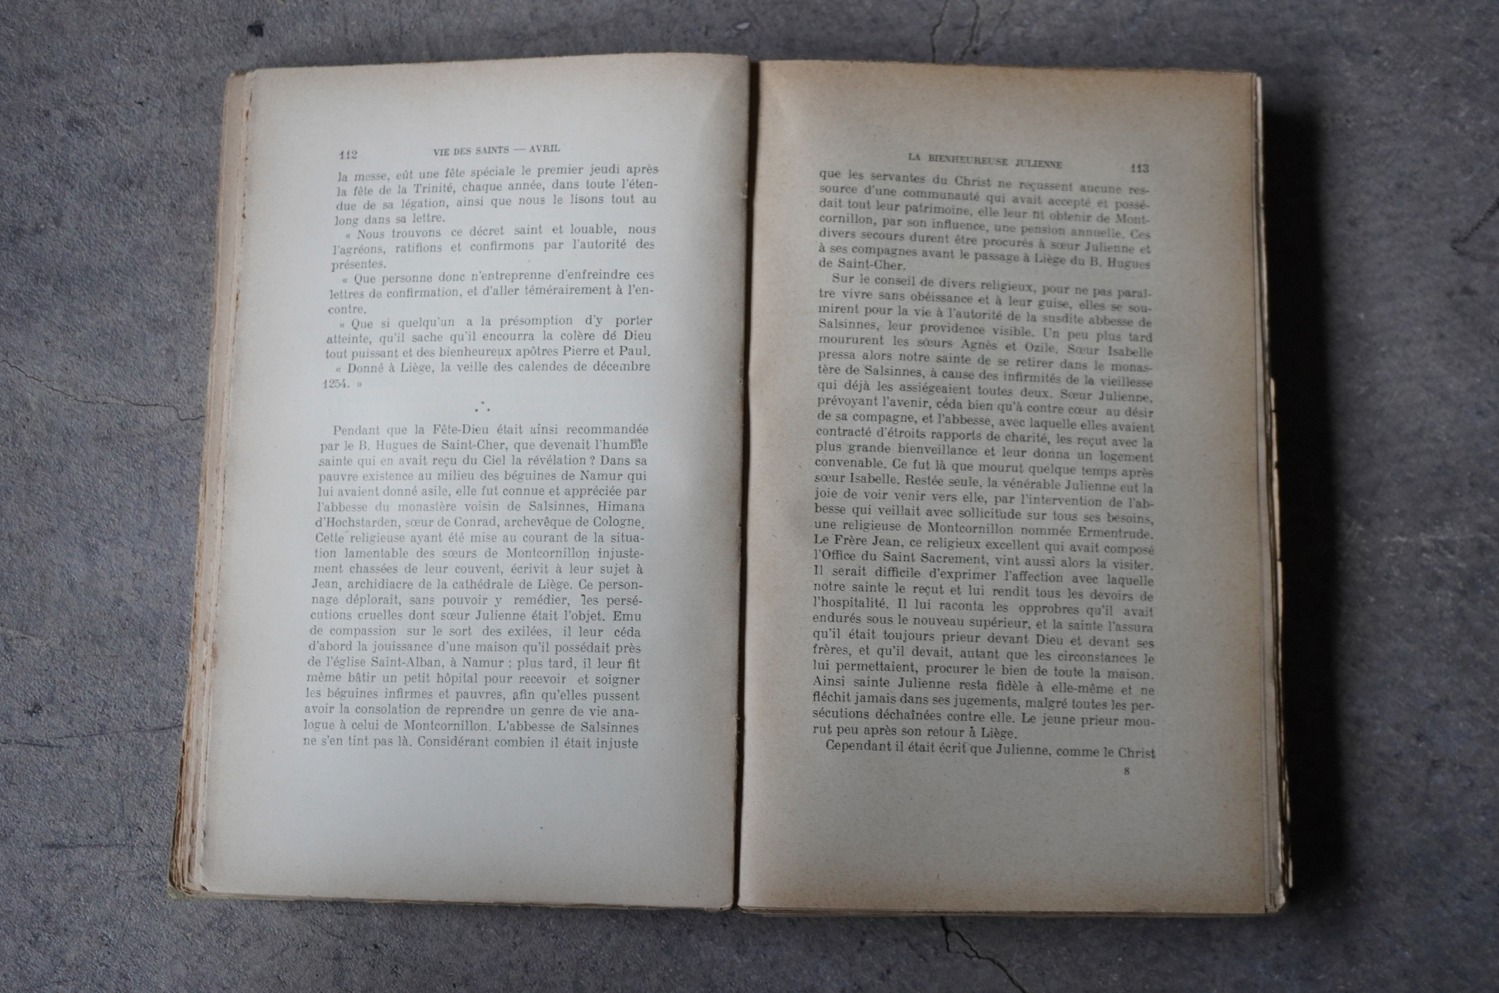 112
VIE DES SAINTS — AVRIL
la messe, eût une fête spéciale le premier jeudi après
la fête de la Trinité, chaque année, dans toute l'éten-
due de sa légation, ainsi que nous le lisons tout au
long dans sa lettre.
« Nous trouvons ce décret saint et louable, nous
l'agréons, ratifions et confirmons par l'autorité des
présentes.
« Que personne donc n'entreprenne d'enfreindre ces
lettres de confirmation, et d'aller témérairement à l'en-
contre.
« Que si quelqu'un a la présomption d'y porter
atteinte, qu'il sache qu'il encourra la colère de Dieu
tout puissant et des bienheureux apôtres Pierre et Paul.
« Donné à Liège, la veille des calendes de décembre
1254. »
Pendant que la Fête-Dieu était ainsi recommandée
par le B. Hugues de Saint-Cher, que devenait l'humble
sainte qui en avait reçu du Ciel la révélation ? Dans sa
pauvre existence au milieu des béguines de Namur qui
lui avaient donné asile, elle fut connue et appréciée par
l'abbesse du monastère voisin de Salsinnes, Himana
d'Hochstarden, sœur de Conrad, archevêque de Cologne.
Cette religieuse ayant été mise au courant de la situa-
tion lamentable des sœurs de Montcornillon injuste-
ment chassées de leur couvent, écrivit à leur sujet à
Jean, archidiacre de la cathédrale de Liège. Ce person-
nage déplorait, sans pouvoir y remédier, les persé-
cutions cruelles dont sœur Julienne était l'objet. Emu
de compassion sur le sort des exilées, il leur céda
d'abord la jouissance d'une maison qu'il possédait près
de l'église Saint-Alban, à Namur ; plus tard, il leur fit
même bâtir un petit hôpital pour recevoir et soigner
les béguines infirmes et pauvres, afin qu'elles pussent
avoir la consolation de reprendre un genre de vie ana-
logue à celui de Montcornillon. L'abbesse de Salsinnes
ne s'en tint pas là. Considérant combien il était injuste
LA BIENHEUREUSE JULIENNE
113
que les servantes du Christ ne reçussent aucune res-
source d'une communauté qui avait accepté et possé-
dait tout leur patrimoine, elle leur fit obtenir de Mont-
cornillon, par son influence, une pension annuelle. Ces
divers secours durent être procurés à sœur Julienne et
à ses compagnes avant le passage à Liège du B. Hugues
de Saint-Cher.
Sur le conseil de divers religieux, pour ne pas paraî-
tre vivre sans obéissance et à leur guise, elles se sou-
mirent pour la vie à l'autorité de la susdite abbesse de
Salsinnes, leur providence visible. Un peu plus tard
moururent les sœurs Agnès et Ozile. Sœur Isabelle
pressa alors notre sainte de se retirer dans le monas-
tère de Salsinnes, à cause des infirmités de la vieillesse
qui déjà les assiégeaient toutes deux. Sœur Julienne,
prévoyant l'avenir, céda bien qu'à contre cœur au désir
de sa compagne, et l'abbesse, avec laquelle elles avaient
contracté d'étroits rapports de charité, les reçut avec la
plus grande bienveillance et leur donna un logement
convenable. Ce fut là que mourut quelque temps après
sœur Isabelle. Restée seule, la vénérable Julienne eut la
joie de voir venir vers elle, par l'intervention de l'ab-
besse qui veillait avec sollicitude sur tous ses besoins,
une religieuse de Montcornillon nommée Ermentrude.
Le Frère Jean, ce religieux excellent qui avait composé
l'Office du Saint Sacrement, vint aussi alors la visiter.
Il serait difficile d'exprimer l'affection avec laquelle
notre sainte le reçut et lui rendit tous les devoirs de
l'hospitalité. Il lui raconta les opprobres qu'il avait
endurés sous le nouveau supérieur, et la sainte l'assura
qu'il était toujours prieur devant Dieu et devant ses
frères, et qu'il devait, autant que les circonstances le
lui permettaient, procurer le bien de toute la maison.
Ainsi sainte Julienne resta fidèle à elle-même et ne
fléchit jamais dans ses jugements, malgré toutes les per-
sécutions déchaînées contre elle. Le jeune prieur mou-
rut peu après son retour à Liège.
Cependant il était écrit que Julienne, comme le Christ
8